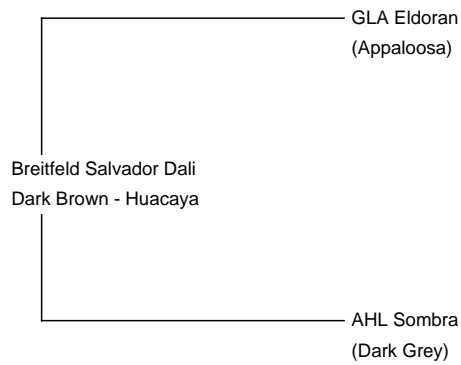 GLA Eldoran
(Appaloosa)
Breitfeld Salvador Dali
Dark Brown - Huacaya
AHL Sombra
(Dark Grey)